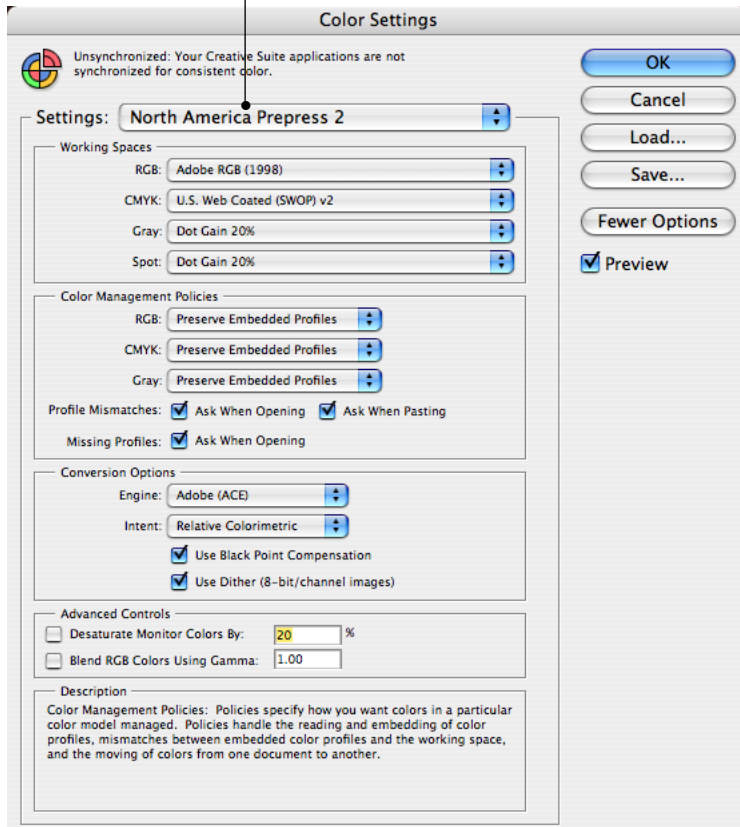 Color Settings
Unsynchronized: Your Creative Suite applications are not
synchronized for consistent color.
OK
Cancel
Load...
Save...
Fewer Options
Preview
Settings: North America Prepress 2
Working Spaces
RGB: Adobe RGB (1998)
CMYK: U.S. Web Coated (SWOP) v2
Gray: Dot Gain 20%
Spot: Dot Gain 20%
Color Management Policies
RGB: Preserve Embedded Profiles
CMYK: Preserve Embedded Profiles
Gray: Preserve Embedded Profiles
Profile Mismatches: Ask When Opening Ask When Pasting
Missing Profiles: Ask When Opening
Conversion Options
Engine: Adobe (ACE)
Intent: Relative Colorimetric
Use Black Point Compensation
Use Dither (8-bit/channel images)
Advanced Controls
Desaturate Monitor Colors By: 20 %
Blend RGB Colors Using Gamma: 1.00
Description
Color Management Policies: Policies specify how you want colors in a particular
color model managed. Policies handle the reading and embedding of color
profiles, mismatches between embedded color profiles and the working space,
and the moving of colors from one document to another.